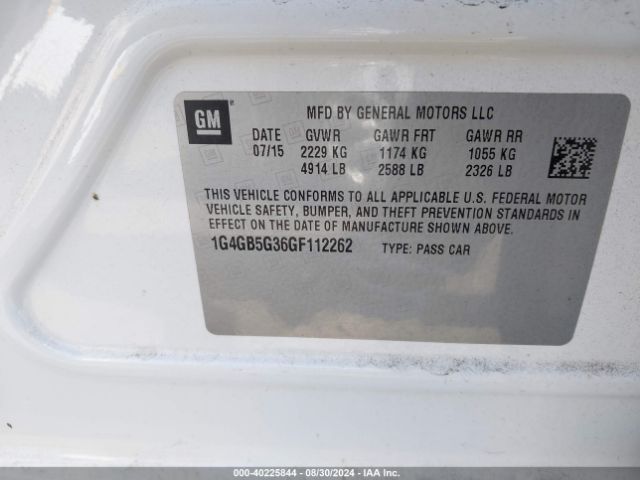 GM
MFD BY GENERAL MOTORS LLC
DATE GVWR GAWR FRT GAWR RR
07/15 2229 KG 1174 KG 1055 KG
4914 LB 2588 LB 2326 LB
THIS VEHICLE CONFORMS TO ALL APPLICABLE U.S. FEDERAL MOTOR
VEHICLE SAFETY, BUMPER, AND THEFT PREVENTION STANDARDS IN
EFFECT ON THE DATE OF MANUFACTURE SHOWN ABOVE.
1G4GB5G36GF112262 TYPE: PASS CAR
000-40225844 - 08/30/2024 - IAA Inc.